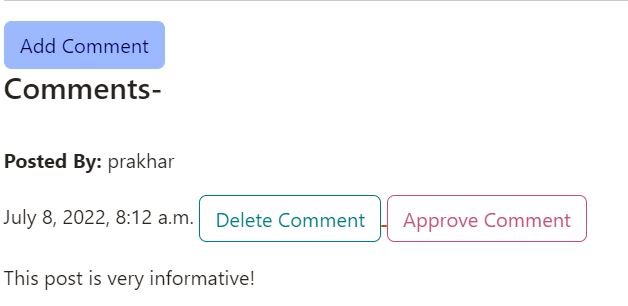 Add Comment
Comments-
Posted By: prakhar
July 8, 2022, 8:12 a.m. Delete Comment Approve Comment
This post is very informative!